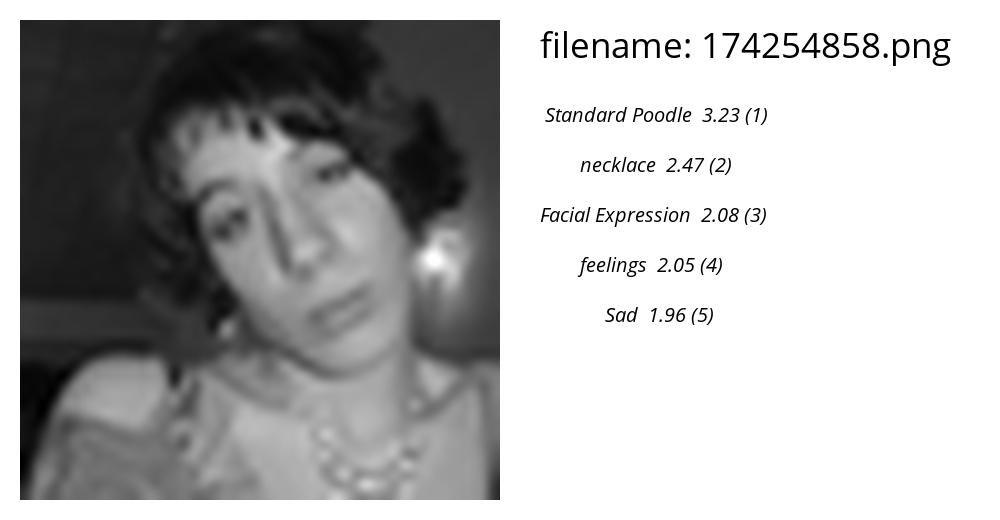 filename: 174254858.png
Standard Poodle 3.23 (1)
necklace 2.47 (2)
Facial Expression 2.08 (3)
feelings 2.05 (4)
Sad 1.96 (5)